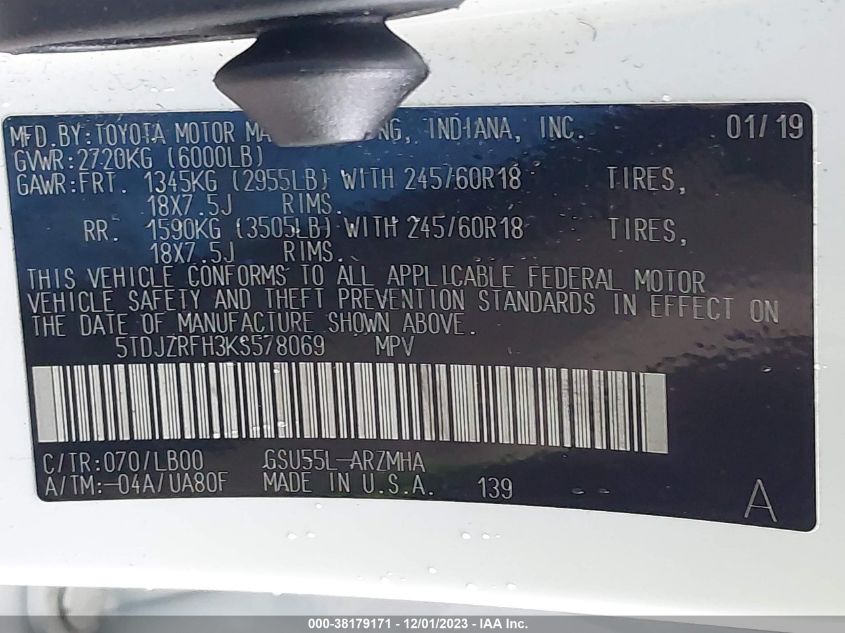 MFD.BY:TOYOTA MOTOR MA NG, INDIANA, INC. 01/19
GVWR:2720KG (6000LB)
GAWR:FRT. 1345KG (2955LB) WITH 245/60R18 TIRES,
18X7.5J RIMS.
RR. 1590KG (3505LB) WITH 245/60R18 TIRES,
18X7.5J RIMS.
THIS VEHICLE CONFORMS TO ALL APPLICABLE FEDERAL MOTOR
VEHICLE SAFETY AND THEFT PREVENTION STANDARDS IN EFFECT ON
THE DATE OF MANUFACTURE SHOWN ABOVE.
5TDJZRFH3KS578069 MPV
C/TR:070/LB00 GSU55L-ARZMHA
A/TM:-04A/UA80F MADE IN U.S.A. 139 A
000-38179171 - 12/01/2023 - IAA Inc.